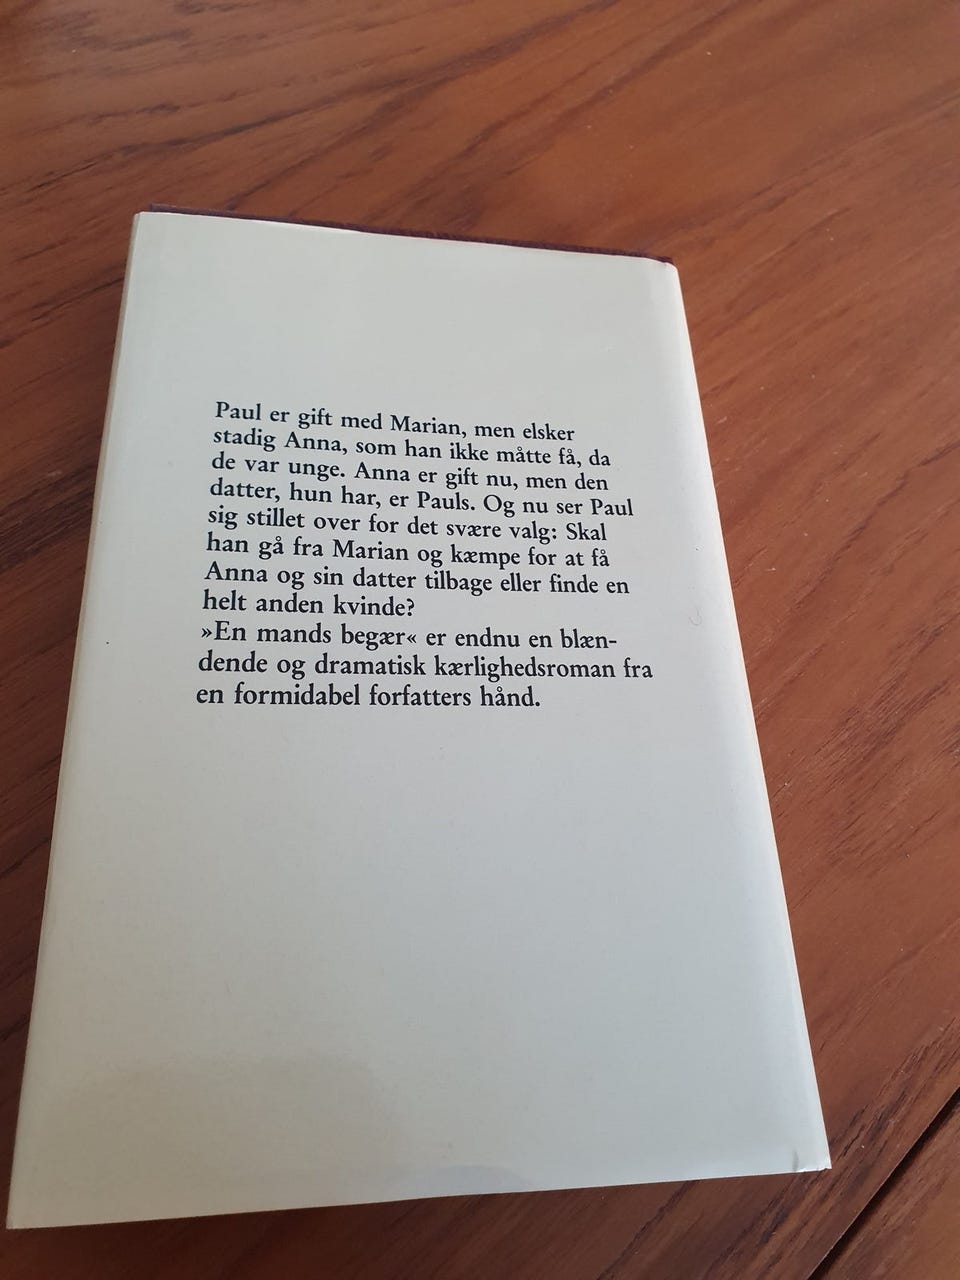 Paul er gift med Marian, men elsker
stadig Anna, som han ikke måtte få, da
de var unge. Anna er gift nu, men den
datter, hun har, er Pauls. Og nu ser Paul
sig stillet over for det svære valg: Skal
han gå fra Marian og kæmpe for at få
Anna og sin datter tilbage eller finde en
helt anden kvinde?
»En mands begær« er endnu en blæn-
dende og dramatisk kærlighedsroman fra
en formidabel forfatters hånd.